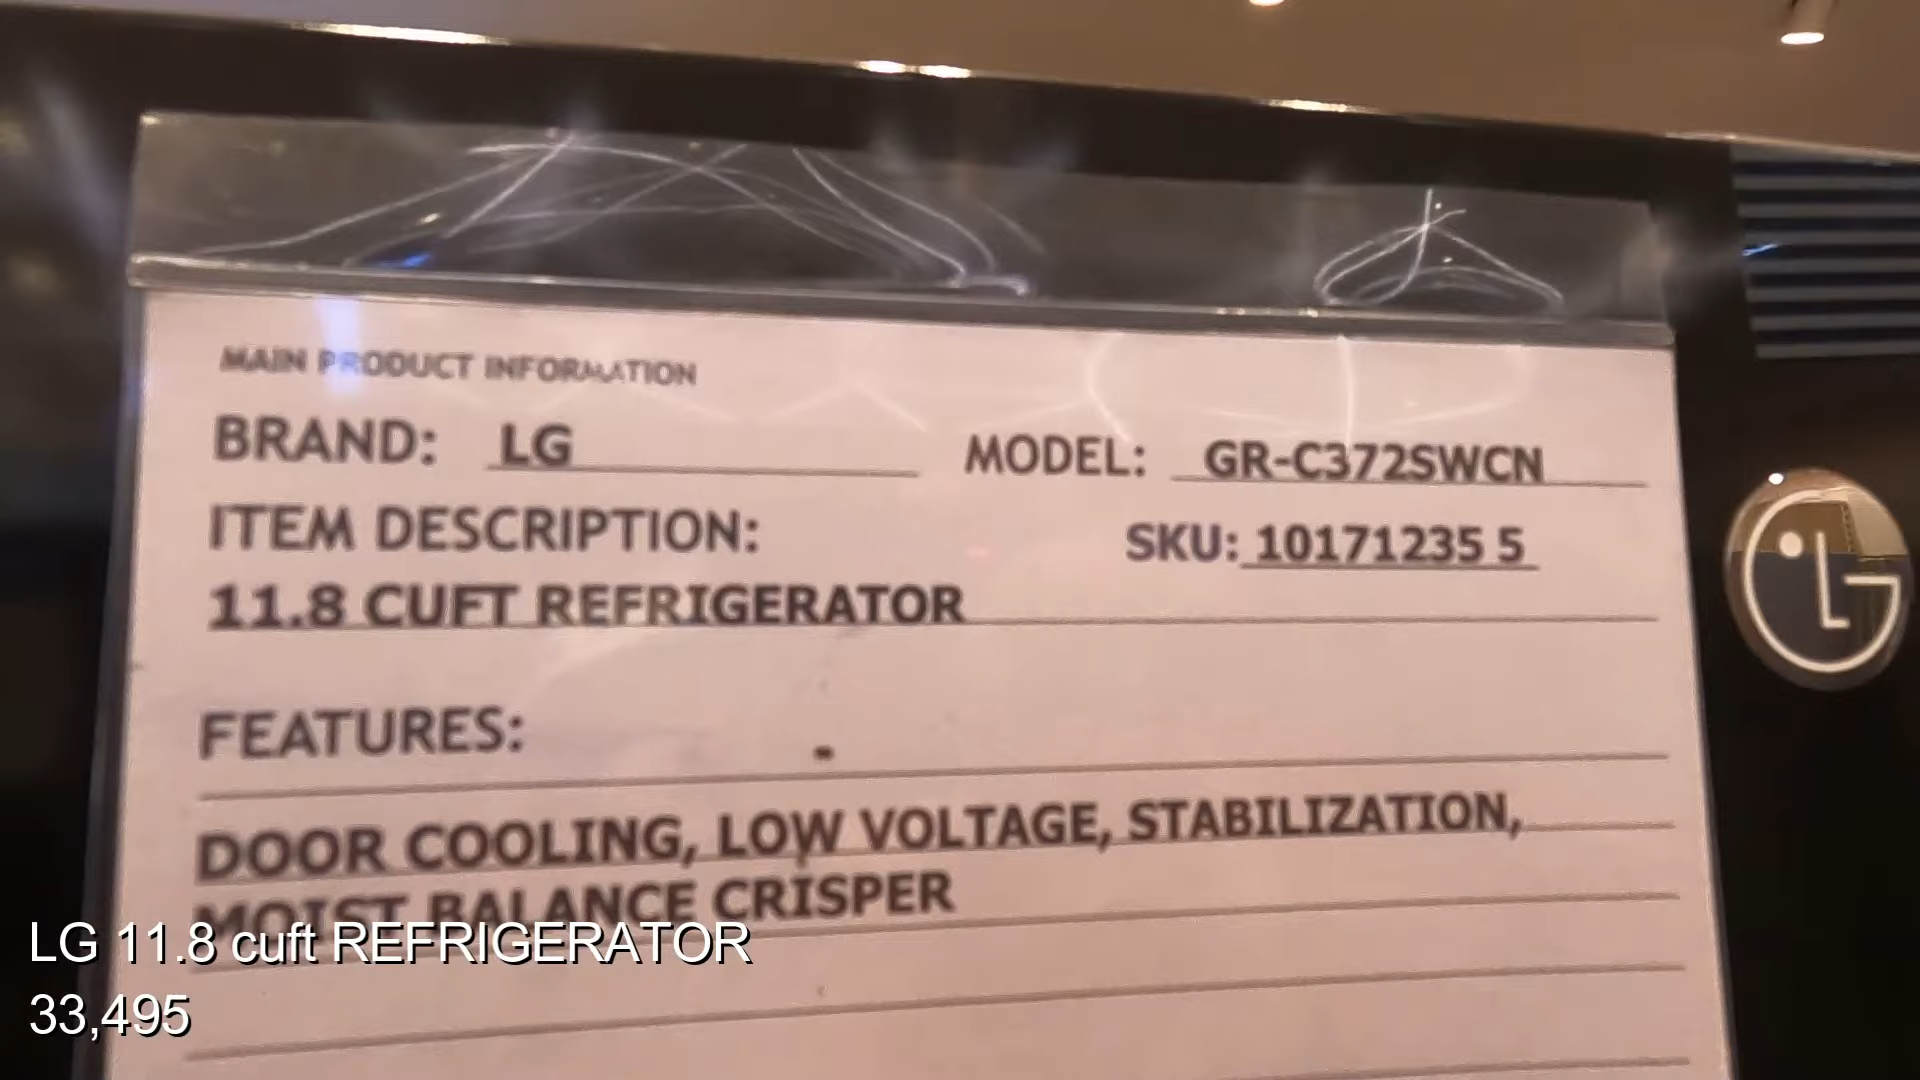 MAIN PRODUCT INFORMATION
BRAND: LG MODEL: GR-C372SWCN
ITEM DESCRIPTION: SKU: 10171235 5
11.8 CUFT REFRIGERATOR
LG
FEATURES:
DOOR COOLING, LOW VOLTAGE, STABILIZATION,
MOIST BALANCE CRISPER
LG 11.8 cuft REFRIGERATOR
33,495